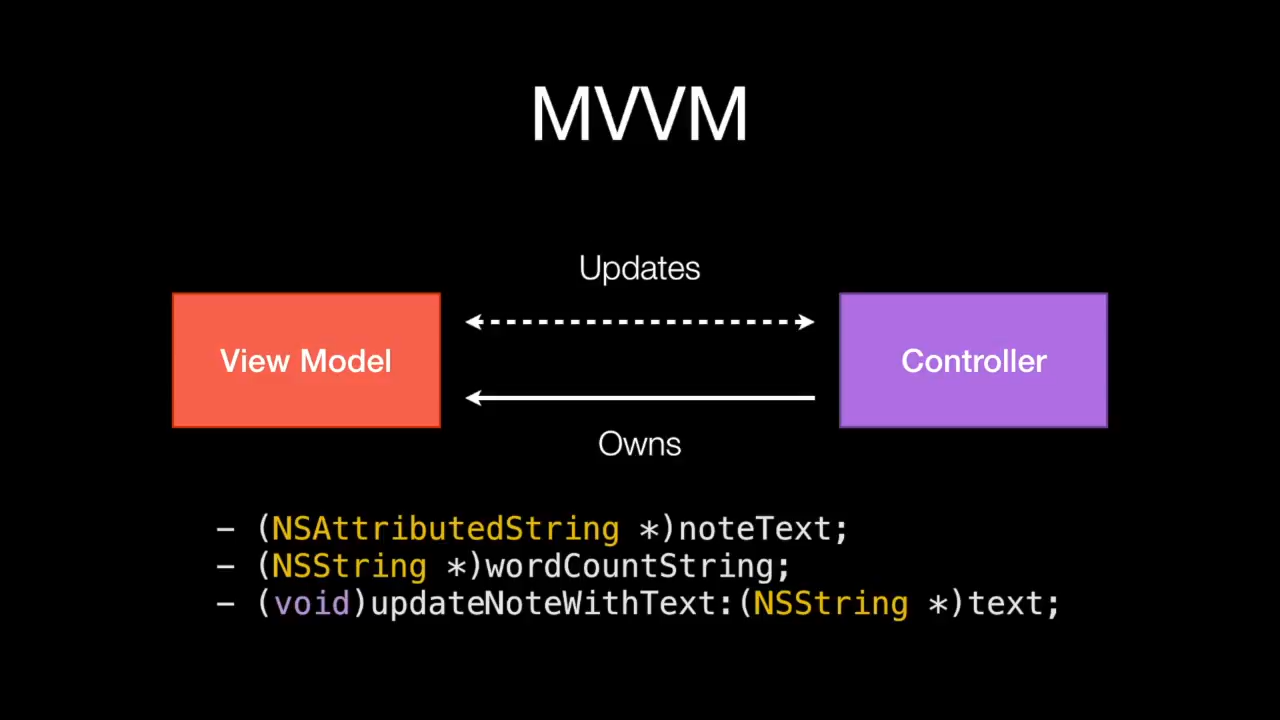 MVVM
Updates
View Model
Controller
Owns
- (NSAttributedString *)noteText;
- (NSString *)wordCountString;
- (void)updateNoteWithText:(NSString *)text;